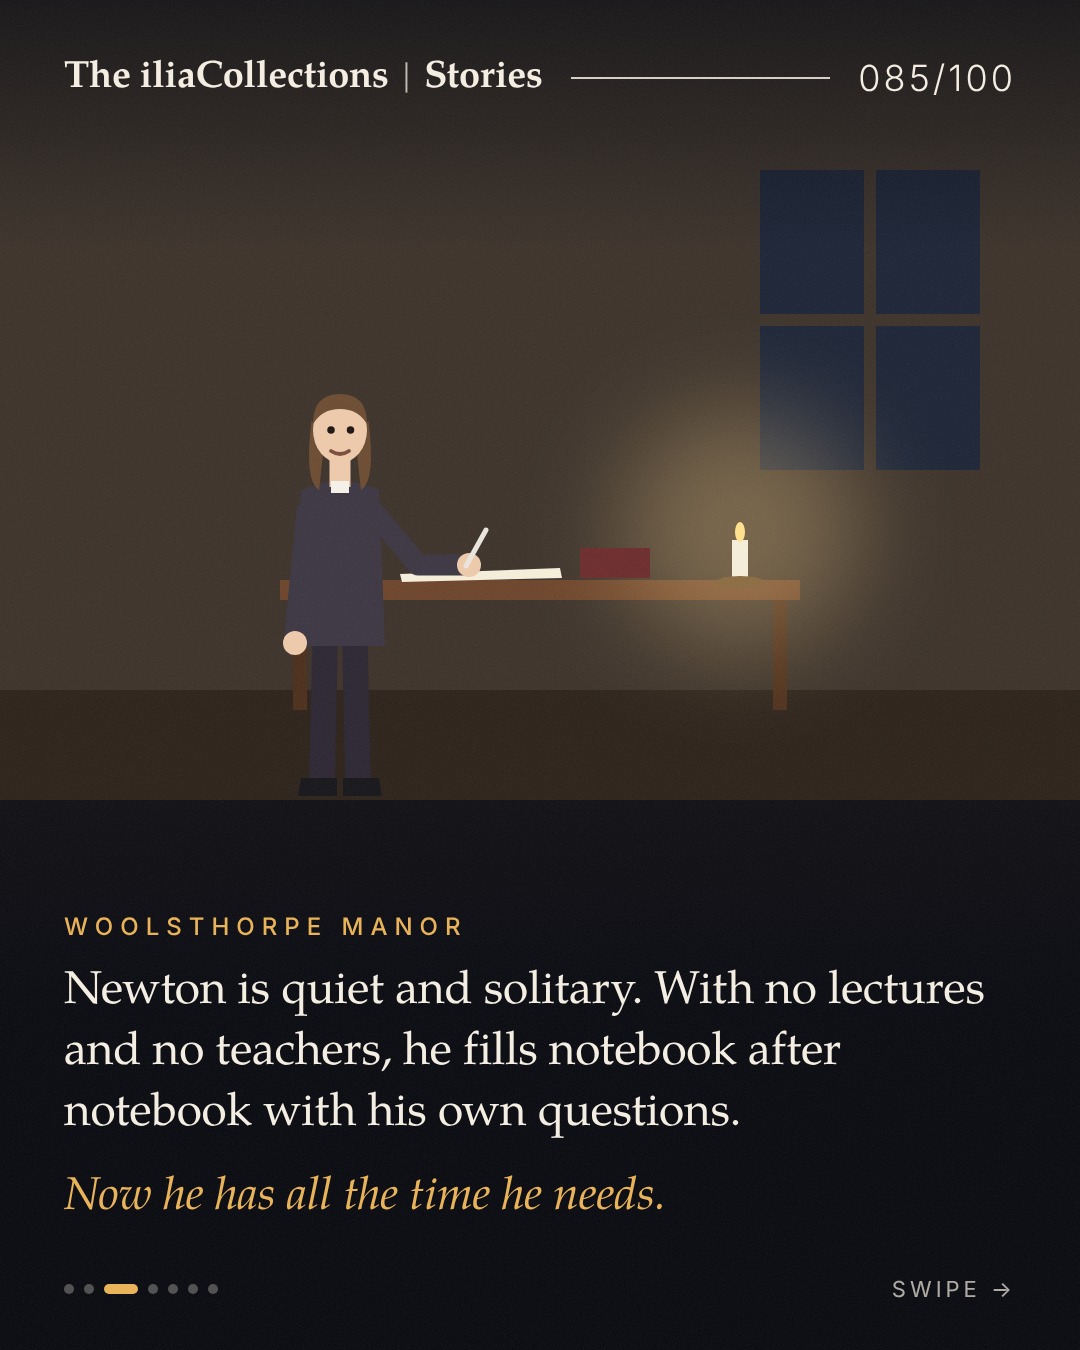 The iliaCollections | Stories
085/100
WOOLSTHORPE MANOR
Newton is quiet and solitary. With no lectures
and no teachers, he fills notebook after
notebook with his own questions.
Now he has all the time he needs.
SWIPE →